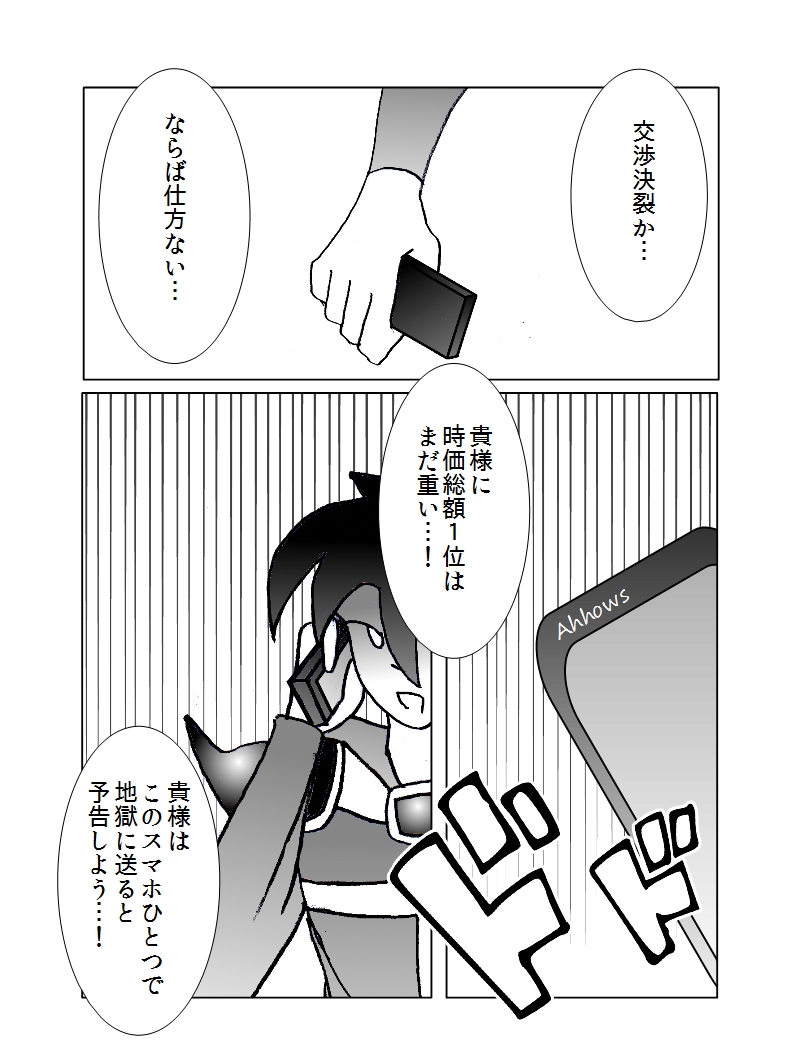 交渉決裂か…
ならば仕方ない…
貴様に
時価総額１位は
まだ重い…！
Ahhows
ドド
貴様は
このスマホひとつで
地獄に送ると
予告しよう…！